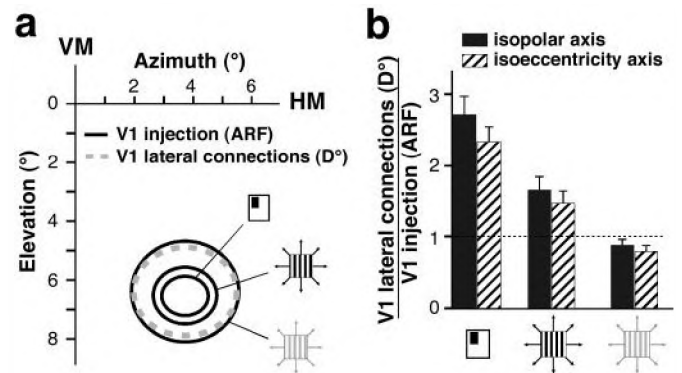 a
VM
Azimuth (°)
2 4 6
0
HM
V1 injection (ARF)
V1 lateral connections (D°)
Elevation (°)
2
4
6
8
b
isopolar axis
isoeccentricity axis
V1 lateral connections (D°)
V1 injection (ARF)
3
2
1
0